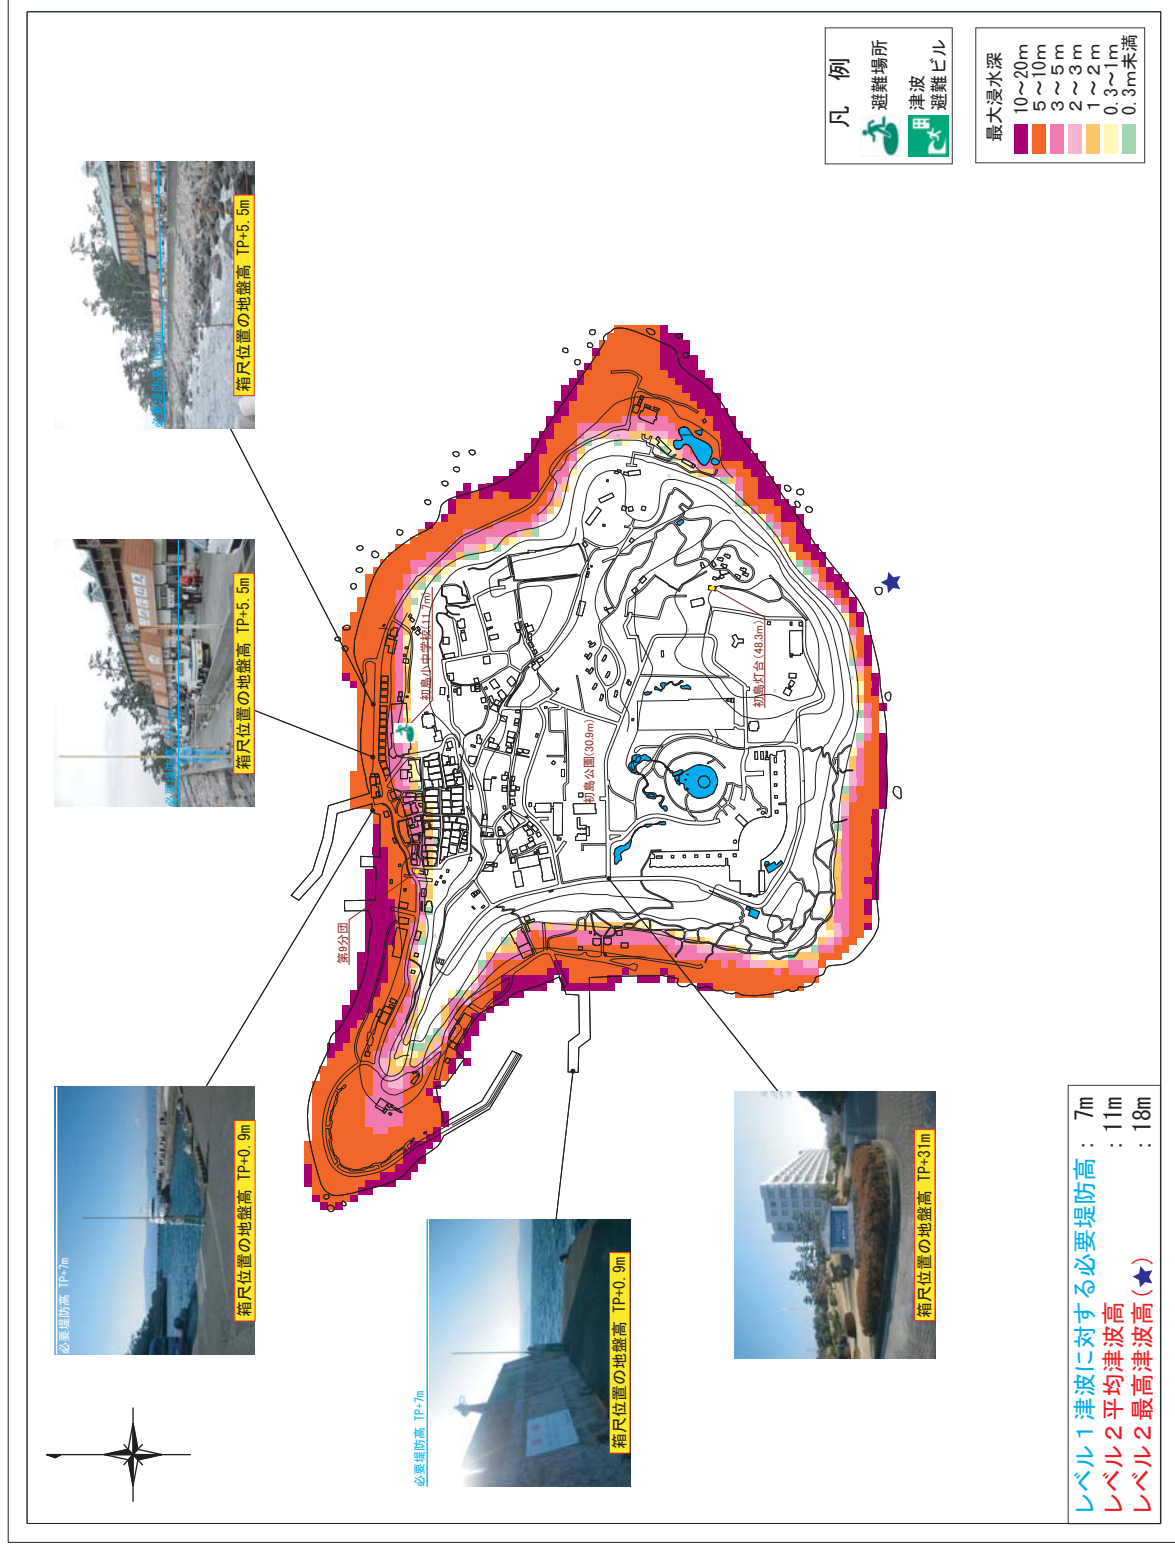 必要堤防高 TP+7m
箱尺位置の地盤高 TP+0.9m
箱尺位置の地盤高 TP+5.5m
箱尺位置の地盤高 TP+5.5m
必要堤防高 TP+7m
箱尺位置の地盤高 TP+0.9m
箱尺位置の地盤高 TP+31m
第9分団
初島小中学校(11.7m)
初島公園(30.9m)
初島灯台(48.3m)
凡 例
避難場所
津波
避難ビル
最大浸水深
10～20m
5～10m
3～5m
2～3m
1～2m
0.3～1m
0.3m未満
レベル1津波に対する必要堤防高 : 7m
レベル2平均津波高 : 11m
レベル2最高津波高(★) : 18m